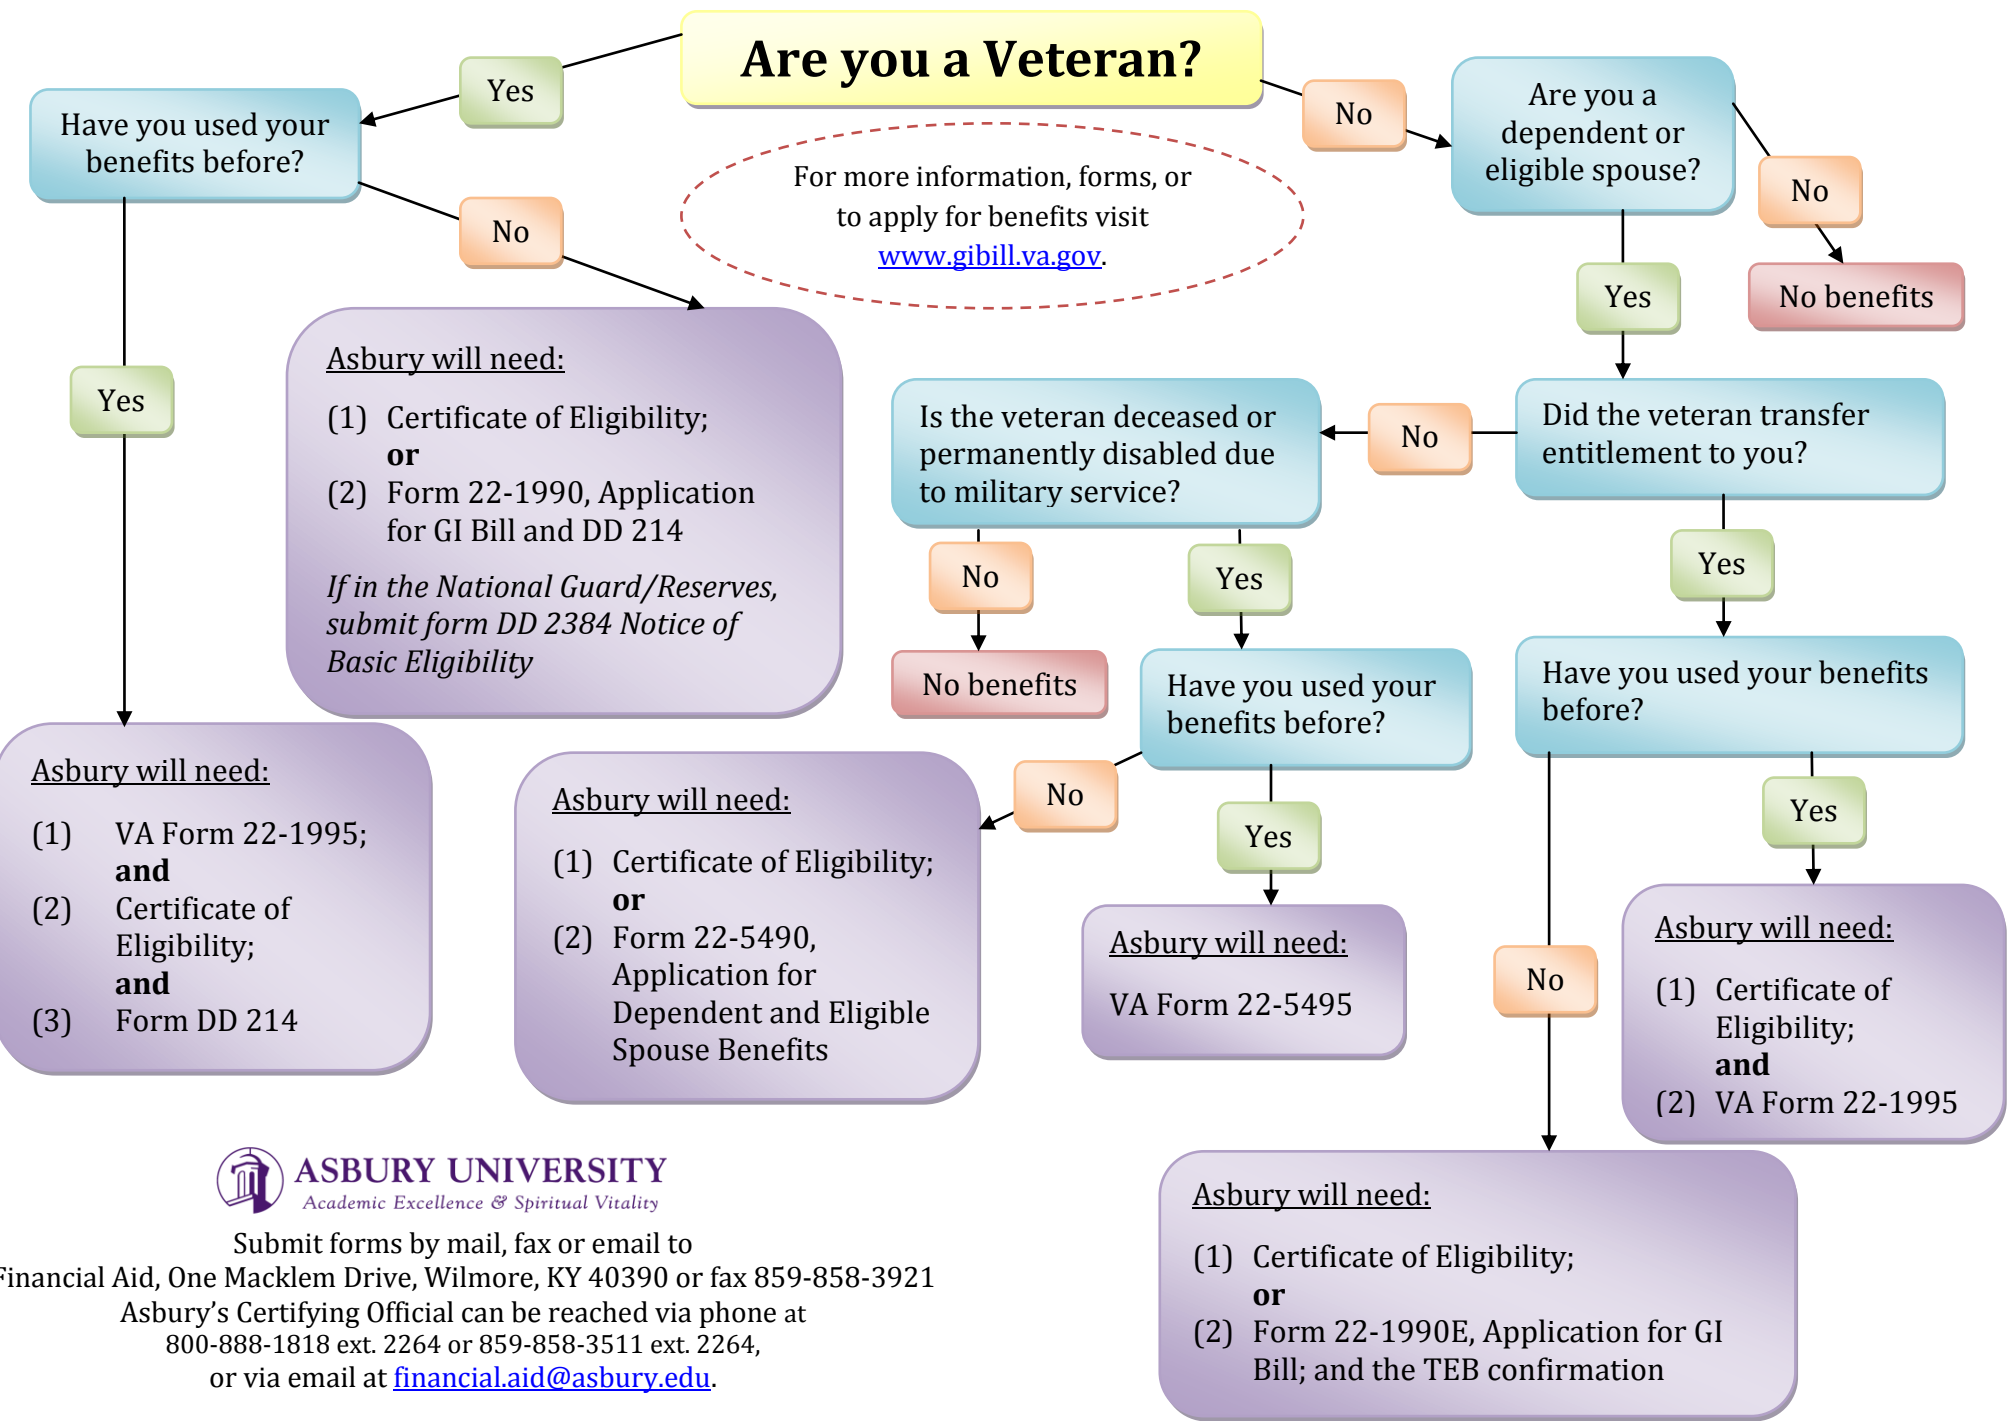 Are you a Veteran?
Yes
No
Have you used your
benefits before?
For more information, forms, or
to apply for benefits visit
www.gibill.va.gov.
Are you a
dependent or
eligible spouse?
No
No benefits
Yes
No
Yes
Asbury will need:
(1) Certificate of Eligibility;
or
(2) Form 22-1990, Application
for GI Bill and DD 214
If in the National Guard/Reserves,
submit form DD 2384 Notice of
Basic Eligibility
Is the veteran deceased or
permanently disabled due
to military service?
No
Did the veteran transfer
entitlement to you?
No
Yes
Yes
No benefits
Have you used your
benefits before?
Have you used your benefits
before?
Asbury will need:
(1) VA Form 22-1995;
and
(2) Certificate of
Eligibility;
and
(3) Form DD 214
Asbury will need:
(1) Certificate of Eligibility;
or
(2) Form 22-5490,
Application for
Dependent and Eligible
Spouse Benefits
No
Yes
Asbury will need:
VA Form 22-5495
No
Yes
Asbury will need:
(1) Certificate of
Eligibility;
and
(2) VA Form 22-1995
Asbury will need:
(1) Certificate of Eligibility;
or
(2) Form 22-1990E, Application for GI
Bill; and the TEB confirmation
ASBURY UNIVERSITY
Academic Excellence & Spiritual Vitality
Submit forms by mail, fax or email to
Financial Aid, One Macklem Drive, Wilmore, KY 40390 or fax 859-858-3921
Asbury's Certifying Official can be reached via phone at
800-888-1818 ext. 2264 or 859-858-3511 ext. 2264,
or via email at financial.aid@asbury.edu.